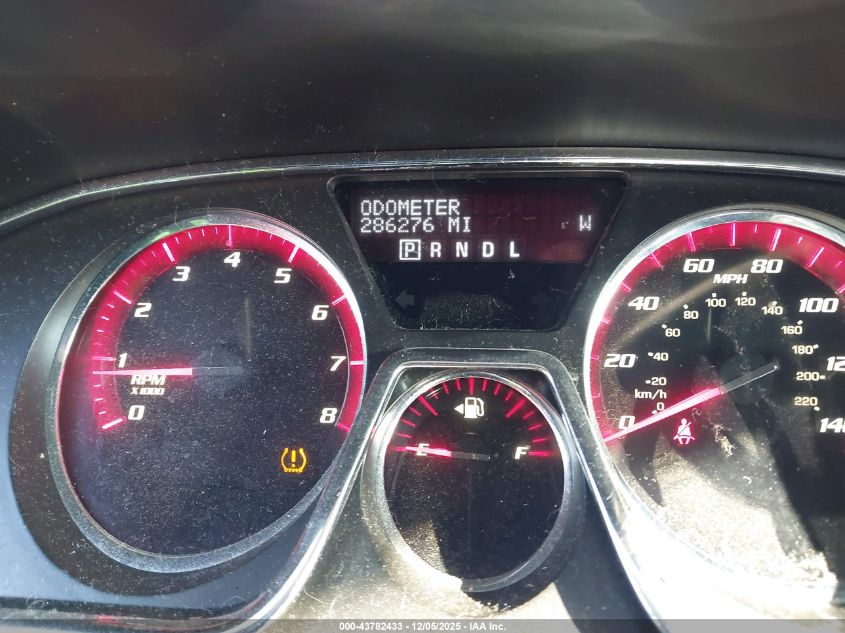 ODOMETER
286276 MI W
P R N D L
0 1 2 3 4 5 6 7 8
RPM
X1000
E F
0 20 40 60 80 100 12 140
MPH
0 20 40 60 80 100 120 140 160 180 200 220
km/h
000-43782433 - 12/05/2025 - IAA Inc.